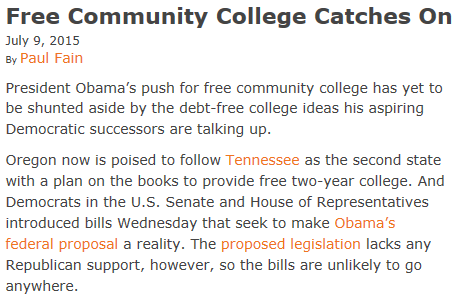 Free Community College Catches On
July 9, 2015
By Paul Fain
President Obama’s push for free community college has yet to
be shunted aside by the debt-free college ideas his aspiring
Democratic successors are talking up.
Oregon now is poised to follow Tennessee as the second state
with a plan on the books to provide free two-year college. And
Democrats in the U.S. Senate and House of Representatives
introduced bills Wednesday that seek to make Obama’s
federal proposal a reality. The proposed legislation lacks any
Republican support, however, so the bills are unlikely to go
anywhere.